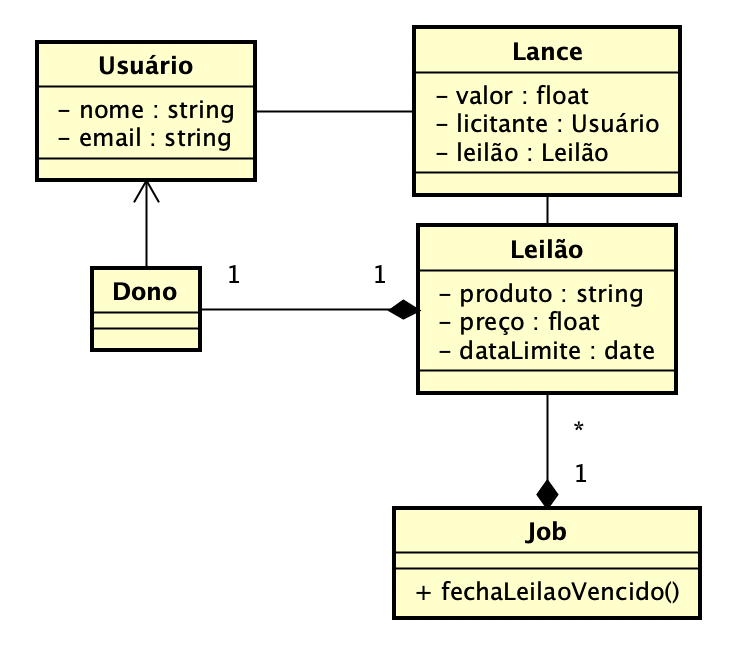 Usuário
– nome : string
– email : string
Lance
– valor : float
– licitante : Usuário
– leilão : Leilão
Dono
1
1
Leilão
– produto : string
– preço : float
– dataLimite : date
*
1
Job
+ fechaLeilaoVencido()